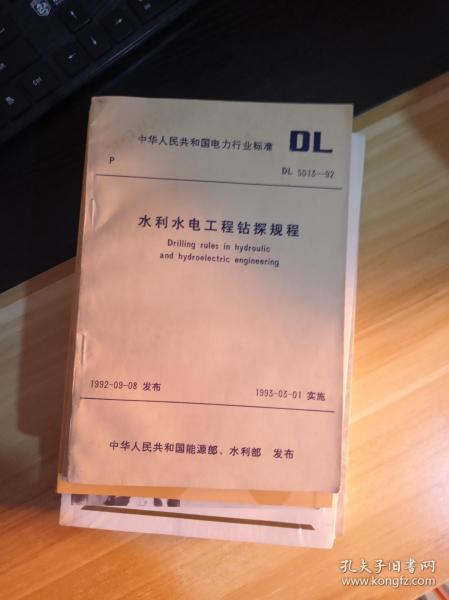 中华人民共和国电力行业标准 DL
P
DL 5013—92
水利水电工程钻探规程
Drilling rules in hydroulic
and hydroelectric engineering
1992-09-08 发布
1993-03-01 实施
中华人民共和国能源部、水利部 发布
孔夫子旧书网
www.kongfz.com